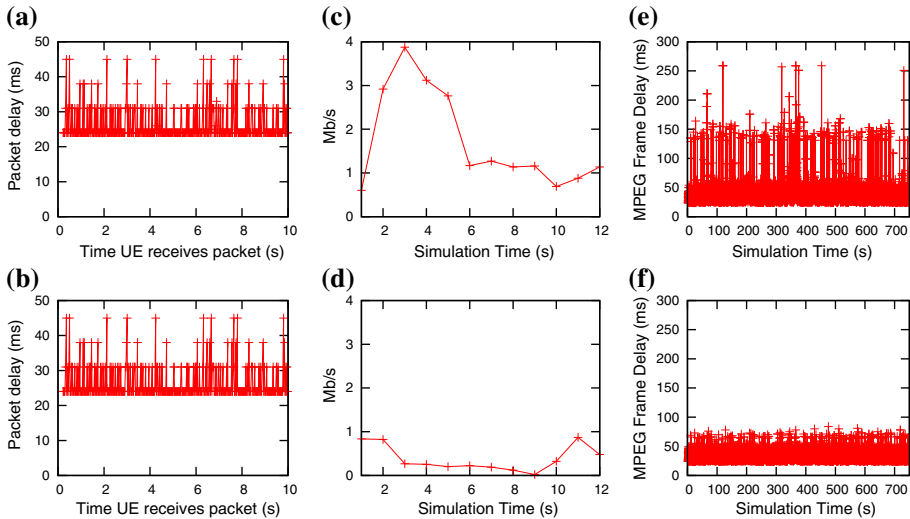 (a)
Packet delay (ms)
50
40
30
20
10
0
0 2 4 6 8 10
Time UE receives packet (s)
(c)
Mb/s
4
3
2
1
0
2 4 6 8 10 12
Simulation Time (s)
(e)
MPEG Frame Delay (ms)
300
250
200
150
100
50
0
0 100 200 300 400 500 600 700
Simulation Time (s)
(b)
Packet delay (ms)
50
40
30
20
10
0
0 2 4 6 8 10
Time UE receives packet (s)
(d)
Mb/s
4
3
2
1
0
2 4 6 8 10 12
Simulation Time (s)
(f)
MPEG Frame Delay (ms)
300
250
200
150
100
50
0
0 100 200 300 400 500 600 700
Simulation Time (s)